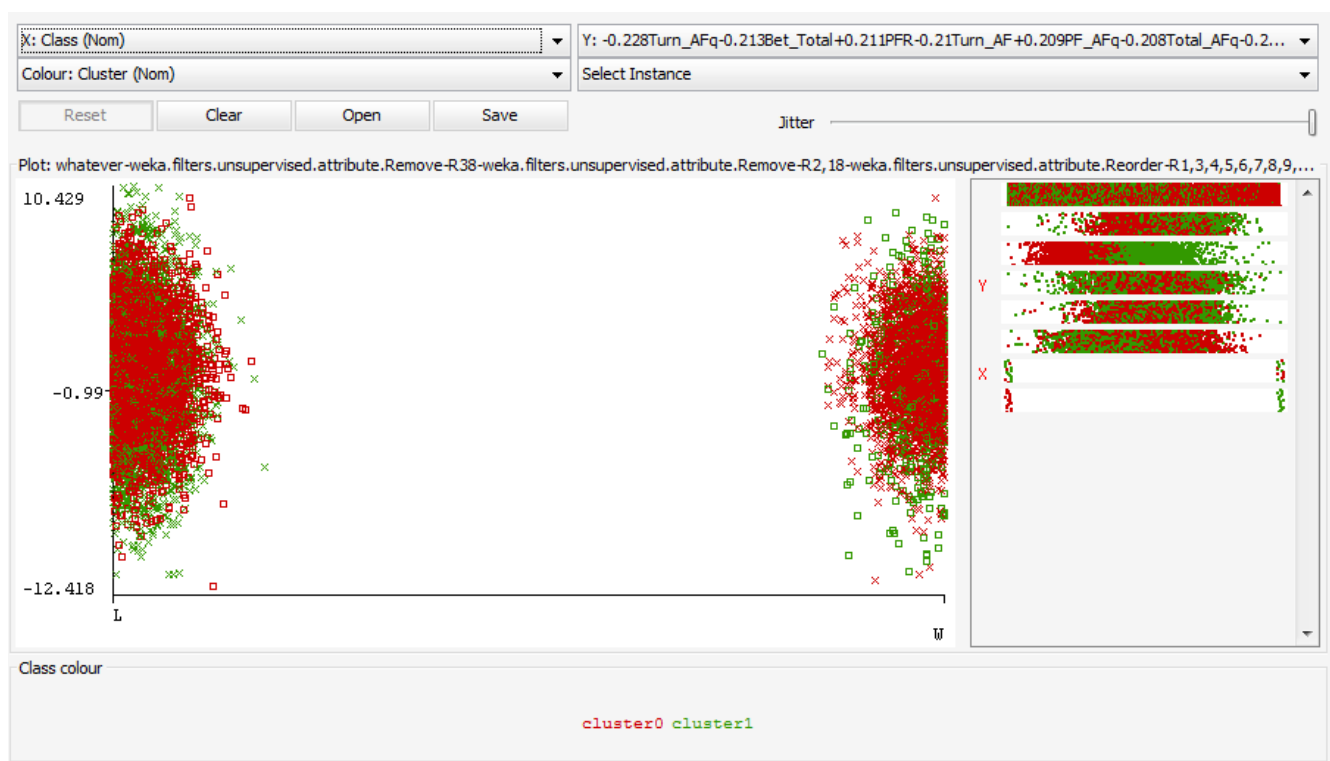 X: Class (Nom)
Y: -0.228Turn_AFq-0.213Bet_Total+0.211PFR-0.21Turn_AF+0.209PF_AFq-0.208Total_AFq-0.2...
Colour: Cluster (Nom)
Select Instance
Reset
Clear
Open
Save
Jitter
Plot: whatever-weka.filters.unsupervised.attribute.Remove-R38-weka.filters.unsupervised.attribute.Remove-R2,18-weka.filters.unsupervised.attribute.Reorder-R1,3,4,5,6,7,8,9,...
10.429
-0.99
-12.418
L
W
Y
X
Class colour
cluster0 cluster1